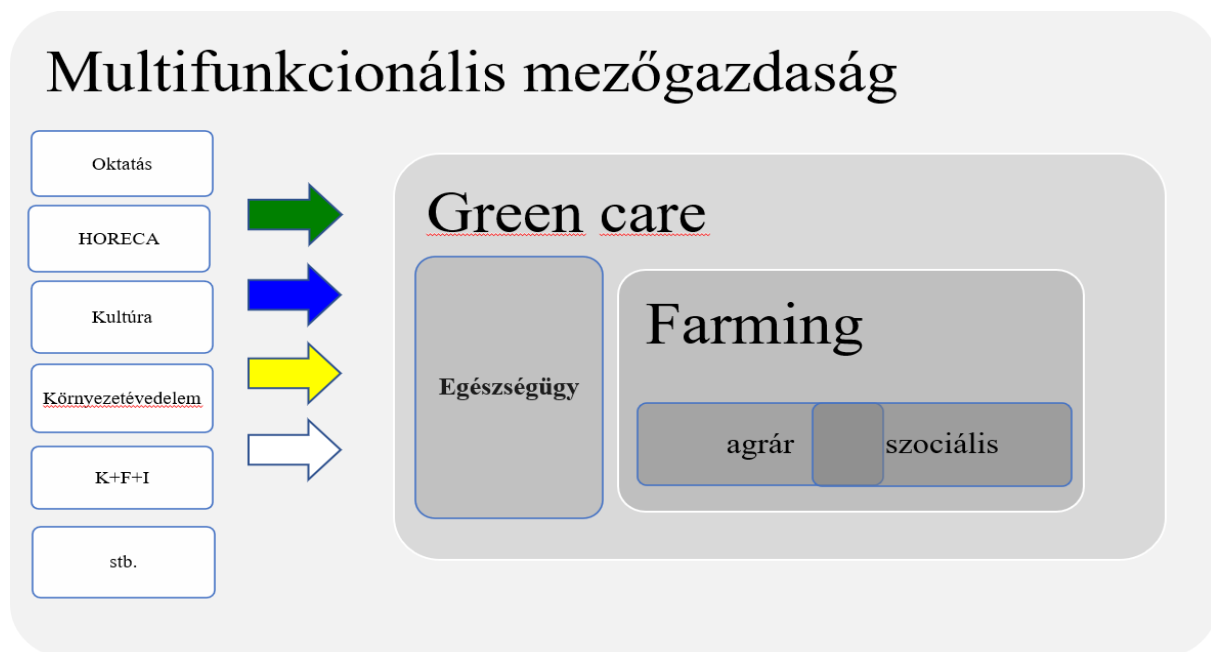 Multifunkcionális mezőgazdaság
Oktatás
HORECA
Kultúra
Környezetévedelem
K+F+I
stb.
Green care
Egészségügy
Farming
agrár
szociális